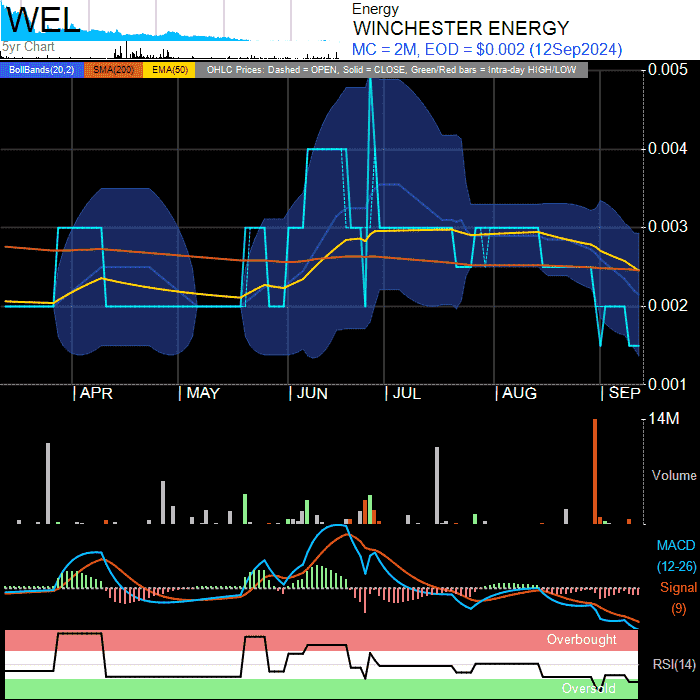 WEL
5yr Chart
Energy
WINCHESTER ENERGY
MC = 2M, EOD = $0.002 (12Sep2024)
BollBands(20,2) SMA(200) EMA(50) OHLC Prices: Dashed = OPEN, Solid = CLOSE, Green/Red bars = Intra-day HIGH/LOW
0.005
0.004
0.003
0.002
0.001
APR MAY JUN JUL AUG SEP
14M
Volume
MACD
(12-26)
Signal
(9)
Overbought
RSI(14)
Oversold